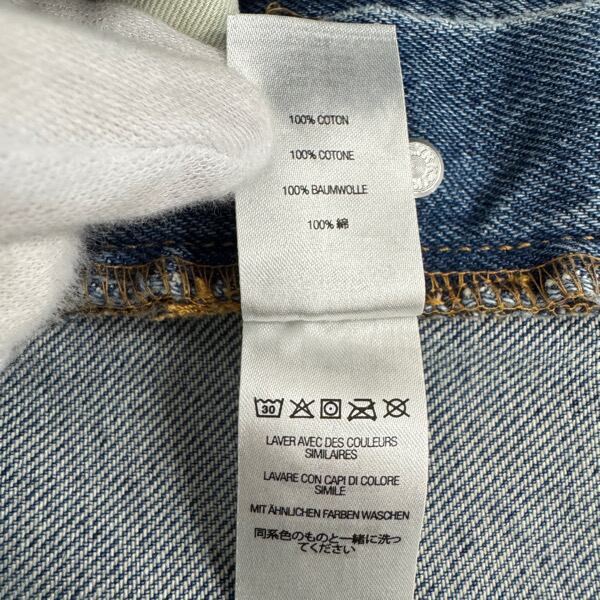 100% COTON
100% COTONE
100% BAUMWOLLE
100% 綿
30
LAVER AVEC DES COULEURS
SIMILAIRES
LAVARE CON CAPI DI COLORE
SIMILE
MIT ÄHNLICHEN FARBEN WASCHEN
同系色のものと一緒に洗っ
てください